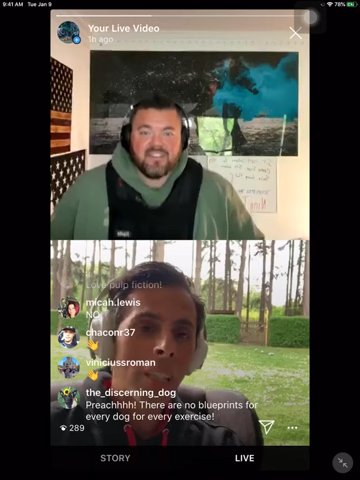 9:41 AM Tue Jan 9
78%
Your Live Video
1h ago
Love pulp fiction!
micah.lewis
chaconr37
viniciussroman
the_discerning_dog
Preachhhh! There are no blueprints for
every dog for every exercise!
289
STORY LIVE